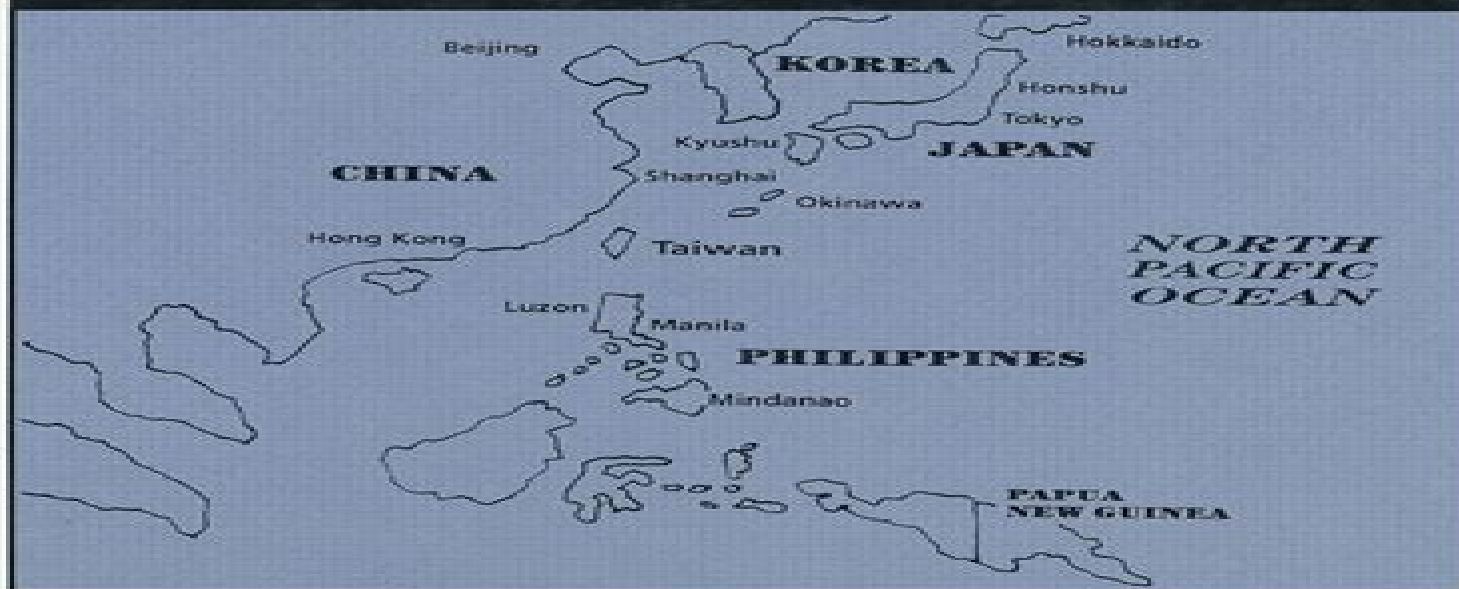 Beijing
Hokkaido
KOREA
Honshu
Tokyo
Kyushu
JAPAN
CHINA
Shanghai
Okinawa
Hong Kong
Taiwan
NORTH
PACIFIC
OCEAN
Luzon
Manila
PHILIPPINES
Mindanao
PAPUA
NEW GUINEA